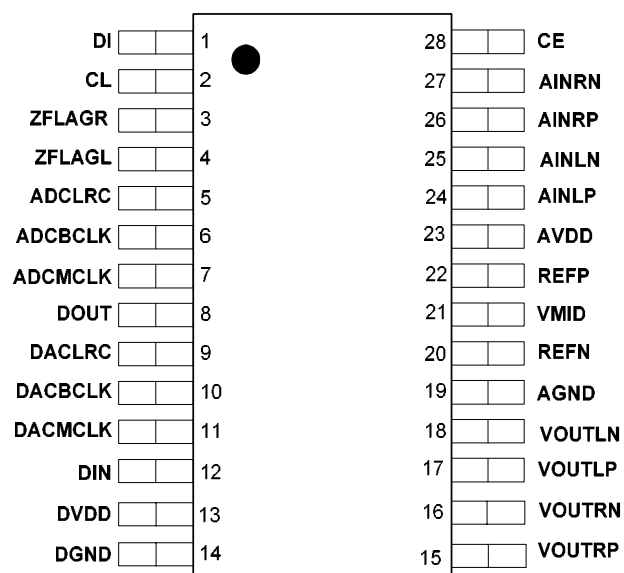 DI 1 28 CE
CL 2 27 AINRN
ZFLAGR 3 26 AINRP
ZFLAGL 4 25 AINLN
ADCLRC 5 24 AINLP
ADCBCLK 6 23 AVDD
ADCMCLK 7 22 REFP
DOUT 8 21 VMID
DACLRC 9 20 REFN
DACBCLK 10 19 AGND
DACMCLK 11 18 VOUTLN
DIN 12 17 VOUTLP
DVDD 13 16 VOUTRN
DGND 14 15 VOUTRP